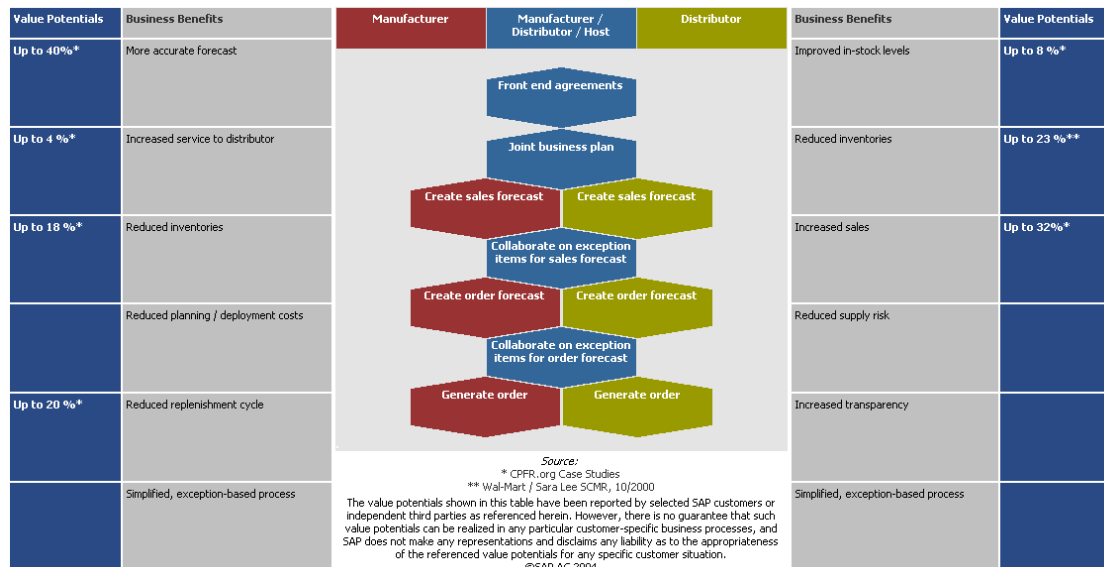 Value Potentials
Business Benefits
Up to 40%*
More accurate forecast
Up to 4 %*
Increased service to distributor
Up to 18 %*
Reduced inventories
Reduced planning / deployment costs
Up to 20 %*
Reduced replenishment cycle
Simplified, exception-based process
Manufacturer
Manufacturer /
Distributor / Host
Distributor
Front end agreements
Joint business plan
Create sales forecast
Create sales forecast
Collaborate on exception
items for sales forecast
Create order forecast
Create order forecast
Collaborate on exception
items for order forecast
Generate order
Generate order
Source:
* CPFR.org Case Studies
** Wal-Mart / Sara Lee SCMR, 10/2000
The value potentials shown in this table have been reported by selected SAP customers or
independent third parties as referenced herein. However, there is no guarantee that such
value potentials can be realized in any particular customer-specific business processes, and
SAP does not make any representations and disclaims any liability as to the appropriateness
of the referenced value potentials for any specific customer situation.
©SAP AG 2004
Business Benefits
Value Potentials
Improved in-stock levels
Up to 8 %*
Reduced inventories
Up to 23 %**
Increased sales
Up to 32%*
Reduced supply risk
Increased transparency
Simplified, exception-based process